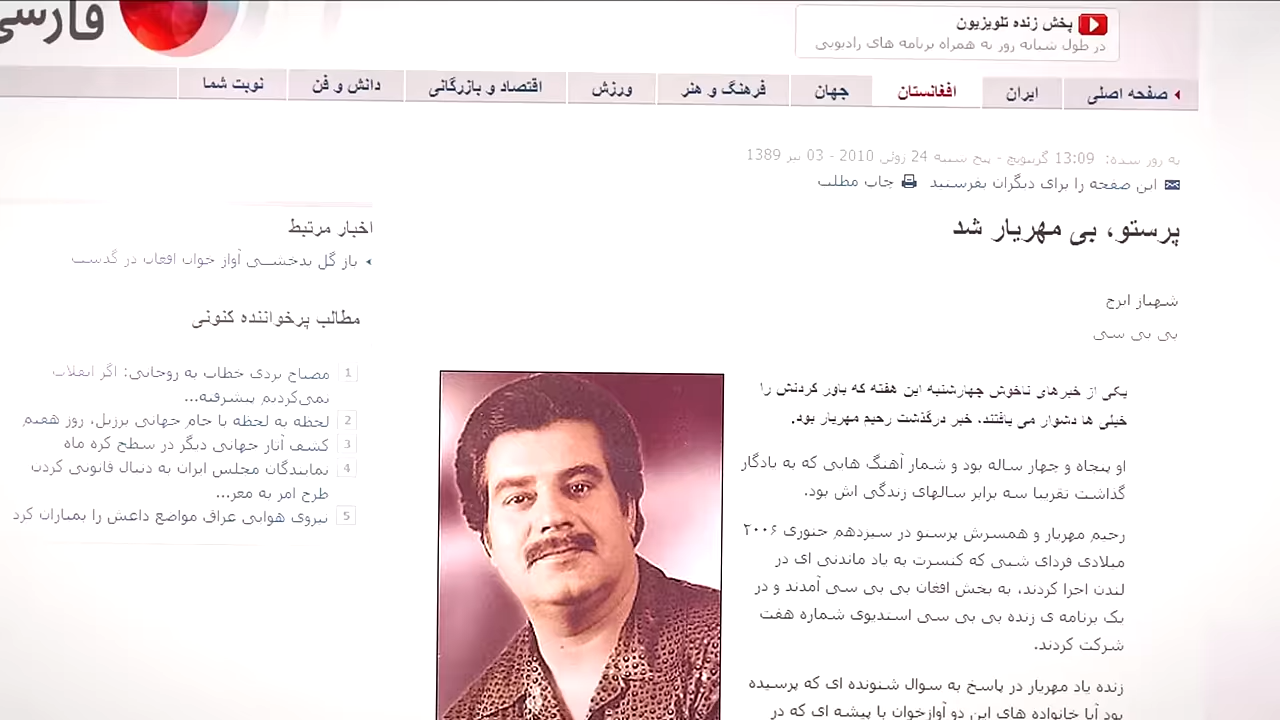 فارسی
پخش زنده تلویزیون
در طول شبانه روز به همراه برنامه های رادیویی
صفحه اصلی
ایران
افغانستان
جهان
فرهنگ و هنر
ورزش
اقتصاد و بازرگانی
دانش و فن
نوبت شما
به روز شده: 13:09 گرینویچ - پنج شنبه 24 ژوئن 2010 - 03 تیر 1389
این صفحه را برای دیگران بفرستید
چاپ مطلب
پرستو، بی مهریار شد
شهباز ایرج
بی بی سی
یکی از خبرهای ناخوش چهارشنبه این هفته که باور کردنش را
خیلی ها دشوار می یافتند، خبر درگذشت رحیم مهریار بود.
او پنجاه و چهار ساله بود و شمار آهنگ هایی که به یادگار
گذاشت تقریبا سه برابر سالهای زندگی اش بود.
رحیم مهریار و همسرش پرستو در سیزدهم جنوری ۲۰۰۶
میلادی فردای شبی که کنسرت به یاد ماندنی ای در
لندن اجرا کردند، به بخش افغان بی بی سی آمدند و در
یک برنامه ی زنده بی بی سی استدیوی شماره هفت
شرکت کردند.
زنده یاد مهریار در پاسخ به سوال شنونده ای که پرسیده
بود آیا خانواده های این دو آوازخوان با پیشه ای که در
اخبار مرتبط
باز گل بدخشی آواز خوان افغان در گذشت
مطالب پرخواننده کنونی
1 مصباح یزدی خطاب به روحانی: اگر انقلاب
نمی‌کردیم پیشرفته...
2 لحظه به لحظه با جام جهانی برزیل، روز هفتم
3 کشف آثار جهانی دیگر در سطح کره ماه
4 نمایندگان مجلس ایران به دنبال قانونی کردن
طرح امر به معر...
5 نیروی هوایی عراق مواضع داعش را بمباران کرد